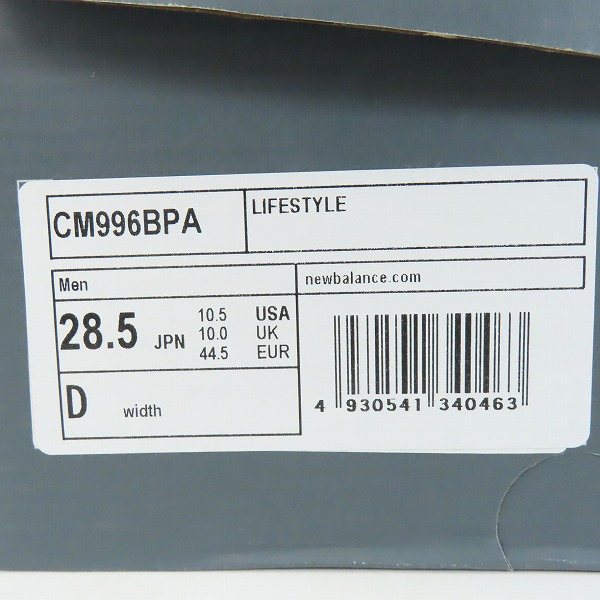 CM996BPA
LIFESTYLE
Men
newbalance.com
28.5 JPN
10.5 USA
10.0 UK
44.5 EUR
D width
4 930541 340463